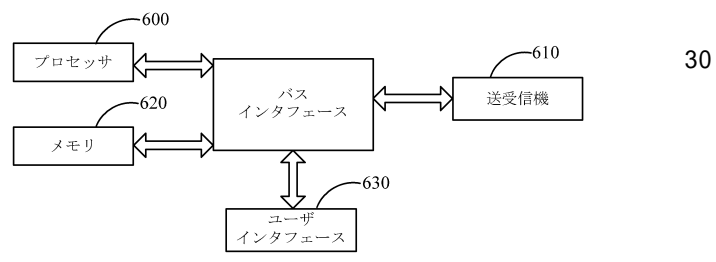 600
プロセッサ
620
メモリ
バス
インタフェース
610
送受信機
630
ユーザ
インタフェース
30